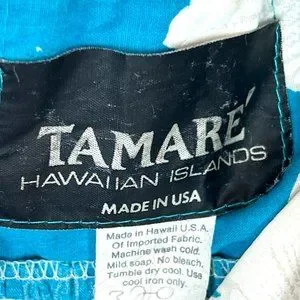 TAMARÉ
HAWAIIAN ISLANDS
MADE IN USA
Made in Hawaii U.S.A.
Of Imported Fabric.
Machine wash cold.
Mild soap. No bleach.
Tumble dry cool. Use
cool iron only.